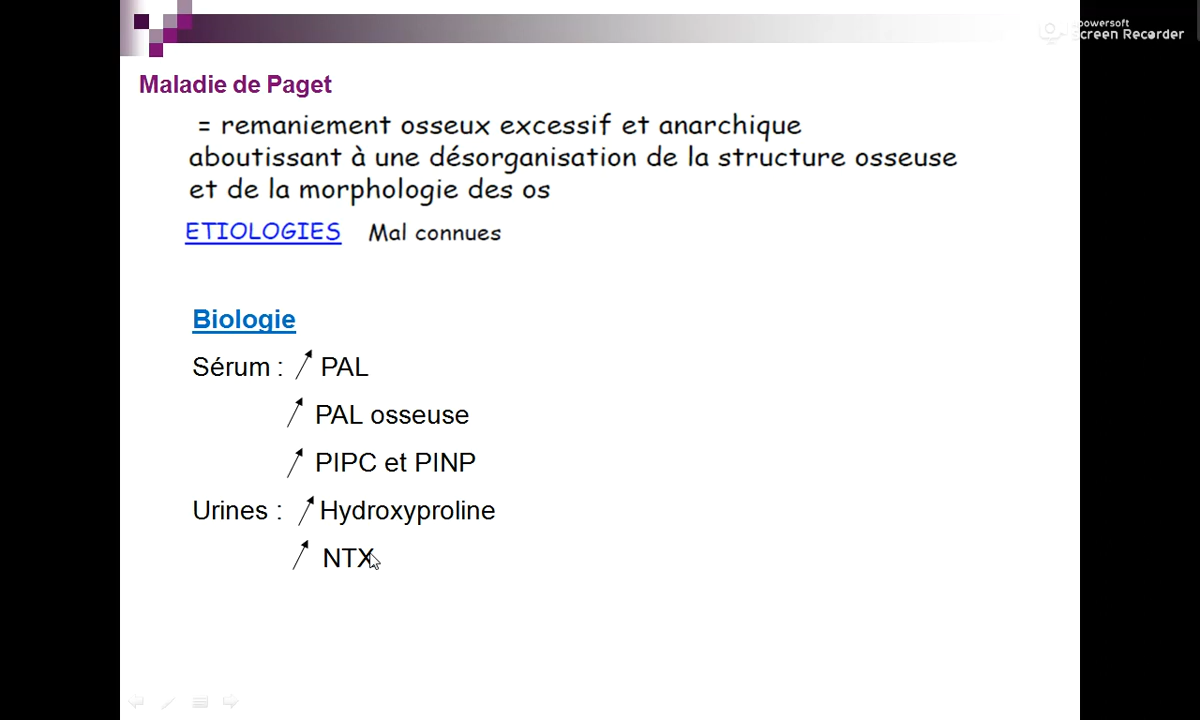 powersoft
Screen Recorder
Maladie de Paget
= remaniement osseux excessif et anarchique
aboutissant à une désorganisation de la structure osseuse
et de la morphologie des os
ETIOLOGIES Mal connues
Biologie
Sérum : ↗ PAL
↗ PAL osseuse
↗ PIPC et PINP
Urines : ↗ Hydroxyproline
↗ NTX